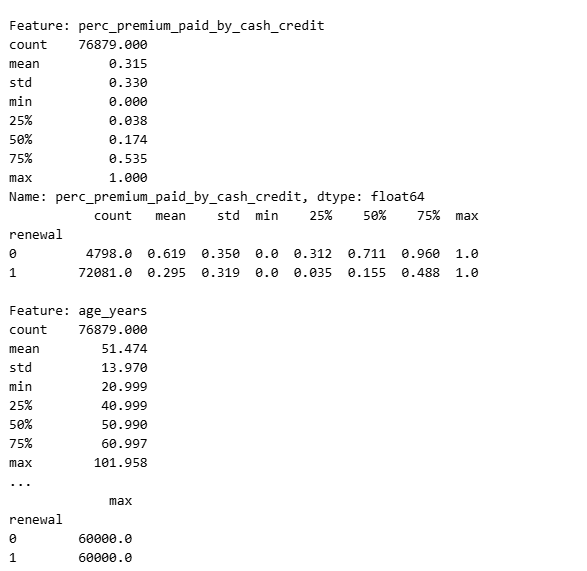 Feature: perc_premium_paid_by_cash_credit
count    76879.000
mean         0.315
std          0.330
min          0.000
25%          0.038
50%          0.174
75%          0.535
max          1.000
Name: perc_premium_paid_by_cash_credit, dtype: float64
           count   mean    std  min    25%    50%    75%  max
renewal
0         4798.0  0.619  0.350  0.0  0.312  0.711  0.960  1.0
1        72081.0  0.295  0.319  0.0  0.035  0.155  0.488  1.0

Feature: age_years
count    76879.000
mean        51.474
std         13.970
min         20.999
25%         40.999
50%         50.990
75%         60.997
max        101.958
...
             max
renewal
0        60000.0
1        60000.0